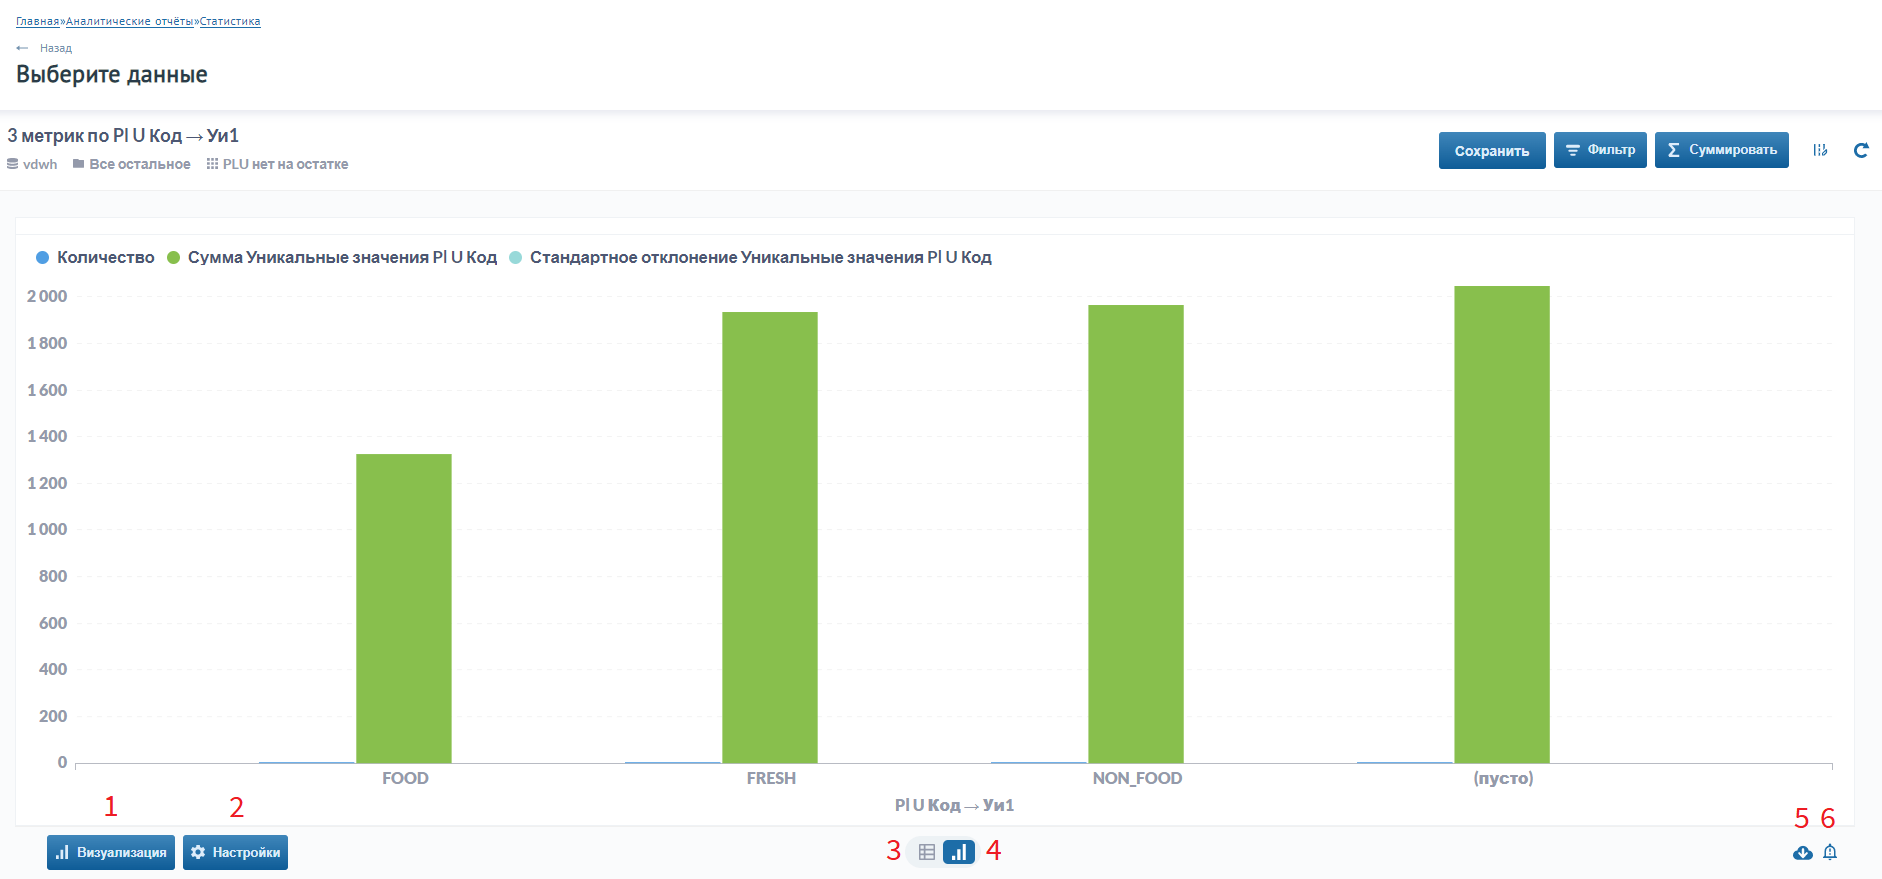 Главная»Аналитические отчёты»Статистика
← Назад
Выберите данные
3 метрик по Pl U Код → Уи1
vdwh Все остальное PLU нет на остатке
Сохранить Фильтр Суммировать
Количество Сумма Уникальные значения Pl U Код Стандартное отклонение Уникальные значения Pl U Код
2 000
1 800
1 600
1 400
1 200
1 000
800
600
400
200
0
FOOD FRESH NON_FOOD (пусто)
Pl U Код → Уи1
1 2
Визуализация Настройки
3 4
5 6